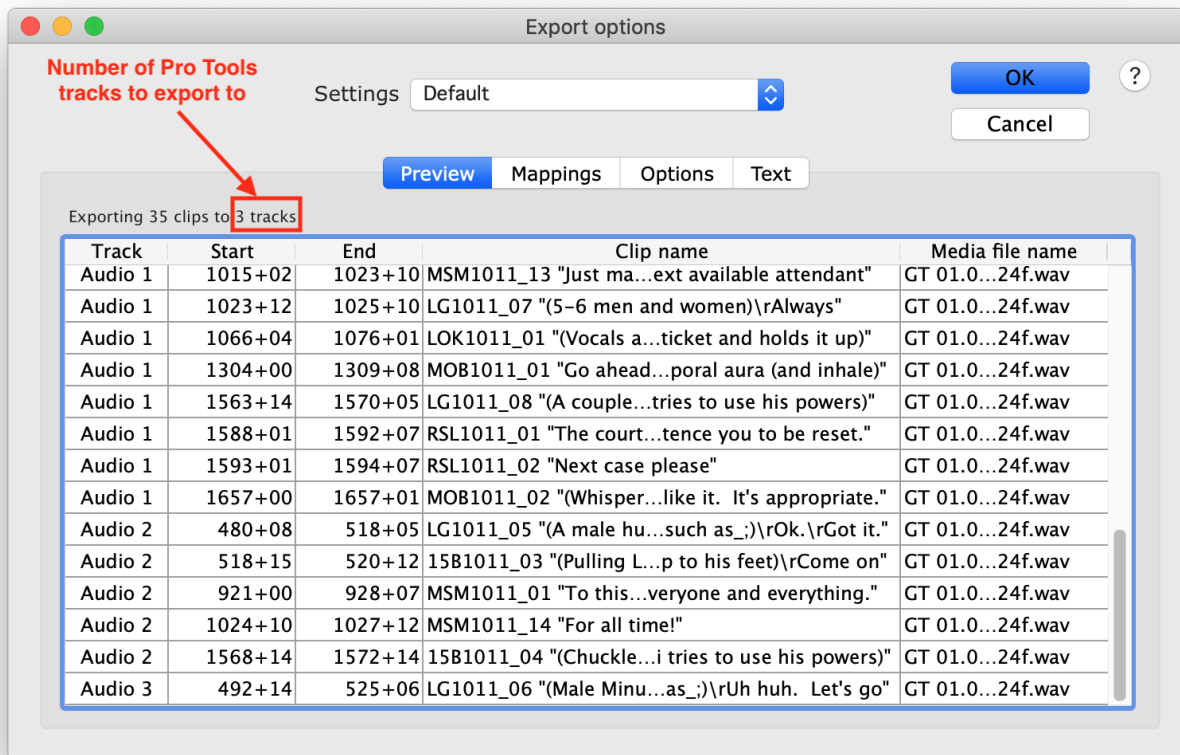 Export options
Number of Pro Tools
tracks to export to
Settings Default
OK
?
Cancel
Preview Mappings Options Text
Exporting 35 clips to 3 tracks
Track Start End Clip name Media file name
Audio 1 1015+02 1023+10 MSM1011_13 "Just ma...ext available attendant" GT 01.0...24f.wav
Audio 1 1023+12 1025+10 LG1011_07 "(5-6 men and women)\rAlways" GT 01.0...24f.wav
Audio 1 1066+04 1076+01 LOK1011_01 "(Vocals a...ticket and holds it up)" GT 01.0...24f.wav
Audio 1 1304+00 1309+08 MOB1011_01 "Go ahead...poral aura (and inhale)" GT 01.0...24f.wav
Audio 1 1563+14 1570+05 LG1011_08 "(A couple...tries to use his powers)" GT 01.0...24f.wav
Audio 1 1588+01 1592+07 RSL1011_01 "The court...tence you to be reset." GT 01.0...24f.wav
Audio 1 1593+01 1594+07 RSL1011_02 "Next case please" GT 01.0...24f.wav
Audio 1 1657+00 1657+01 MOB1011_02 "(Whisper...like it.  It's appropriate." GT 01.0...24f.wav
Audio 2 480+08 518+05 LG1011_05 "(A male hu...such as_;)\rOk.\rGot it." GT 01.0...24f.wav
Audio 2 518+15 520+12 15B1011_03 "(Pulling L...p to his feet)\rCome on" GT 01.0...24f.wav
Audio 2 921+00 928+07 MSM1011_01 "To this...veryone and everything." GT 01.0...24f.wav
Audio 2 1024+10 1027+12 MSM1011_14 "For all time!" GT 01.0...24f.wav
Audio 2 1568+14 1572+14 15B1011_04 "(Chuckle...i tries to use his powers)" GT 01.0...24f.wav
Audio 3 492+14 525+06 LG1011_06 "(Male Minu...as_;)\rUh huh.  Let's go" GT 01.0...24f.wav